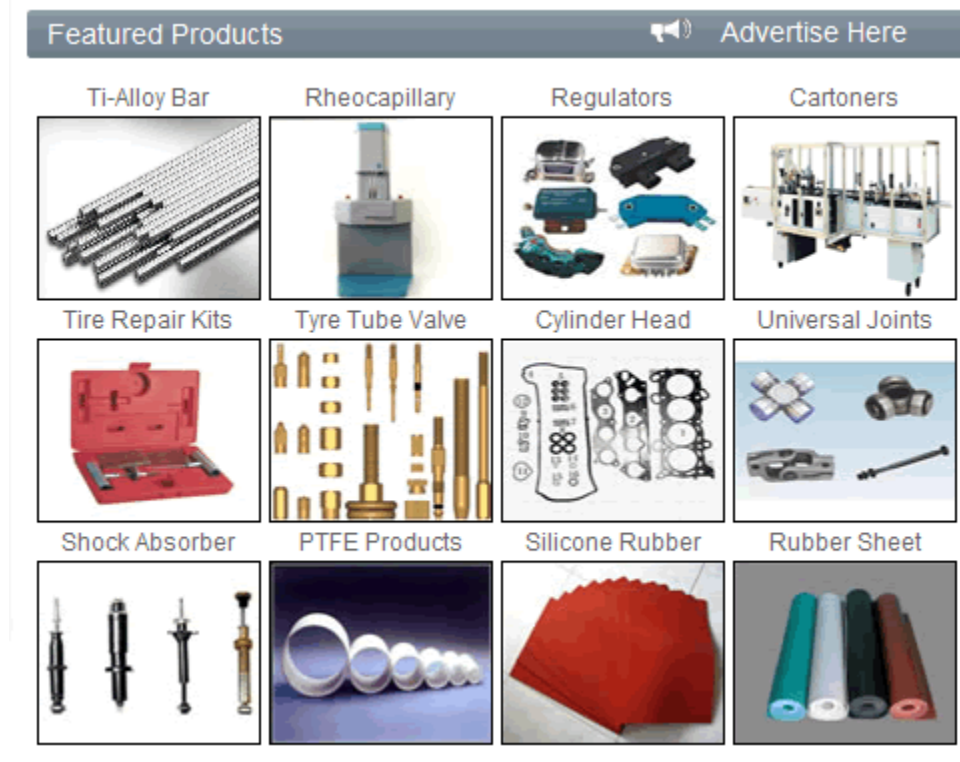 Featured Products
Advertise Here
Ti-Alloy Bar
Rheocapillary
Regulators
Cartoners
Tire Repair Kits
Tyre Tube Valve
Cylinder Head
Universal Joints
Shock Absorber
PTFE Products
Silicone Rubber
Rubber Sheet